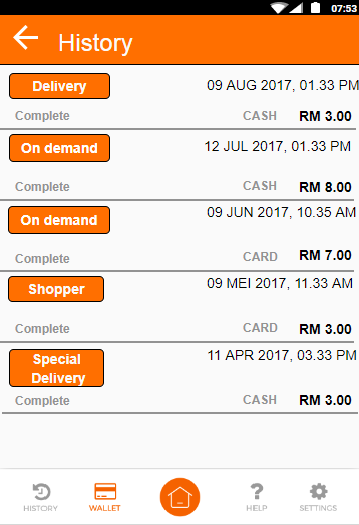 07:53
History
Delivery 09 AUG 2017, 01.33 PM
Complete CASH RM 3.00
On demand 12 JUL 2017, 01.33 PM
Complete CASH RM 8.00
On demand 09 JUN 2017, 10.35 AM
Complete CARD RM 7.00
Shopper 09 MEI 2017, 11.33 AM
Complete CARD RM 3.00
Special 11 APR 2017, 03.33 PM
Delivery
Complete CASH RM 3.00
HISTORY WALLET HELP SETTINGS